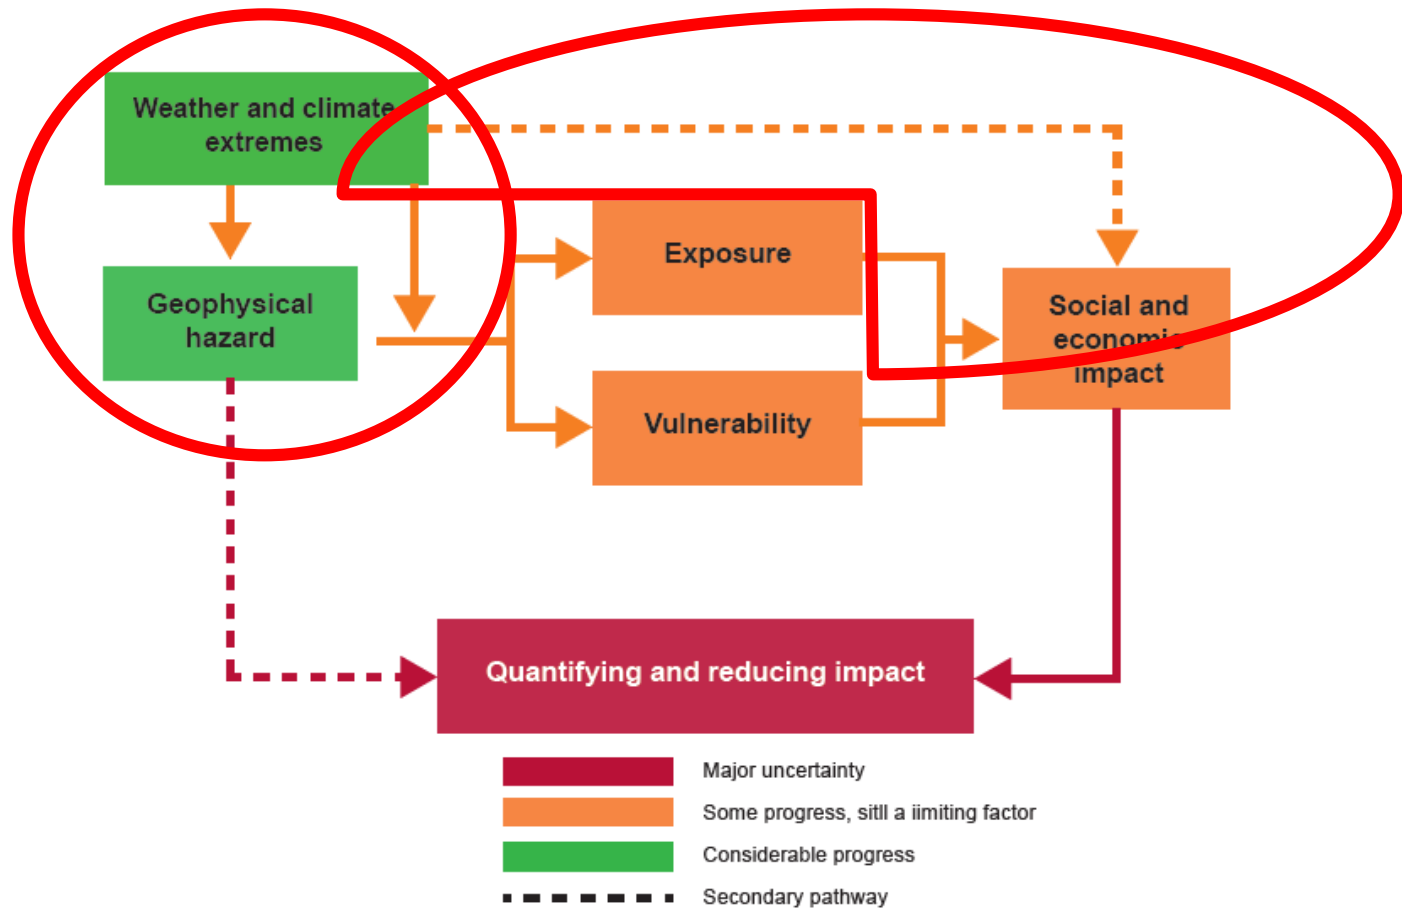 Weather and climate
extremes
Geophysical
hazard
Exposure
Vulnerability
Social and
economic
impact
Quantifying and reducing impact
Major uncertainty
Some progress, sitll a iimiting factor
Considerable progress
Secondary pathway